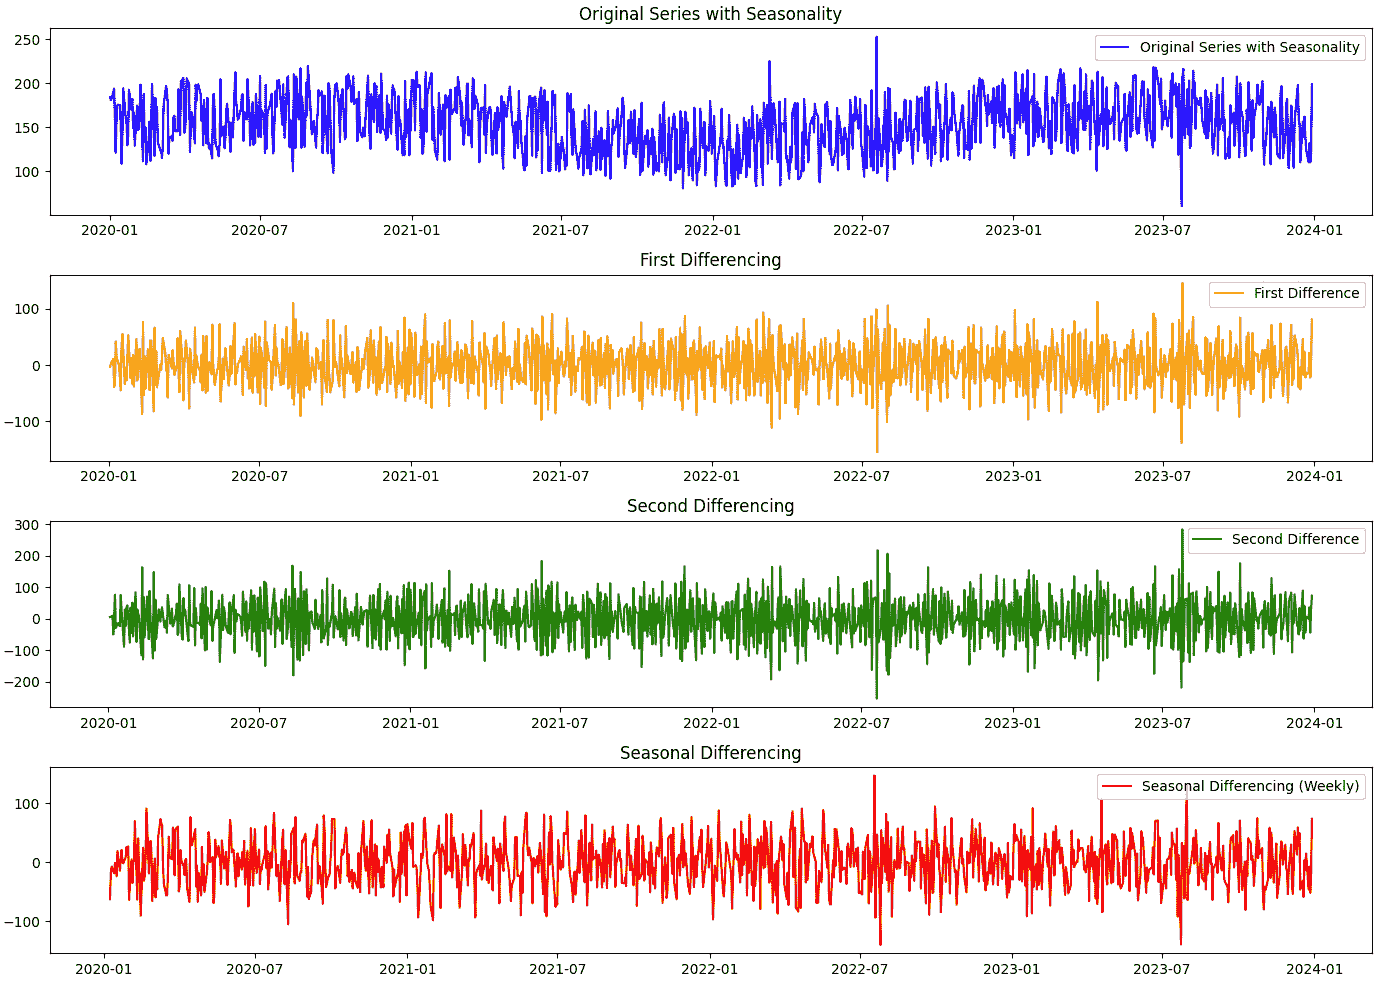 Original Series with Seasonality
250
200
150
100
Original Series with Seasonality
2020-01 2020-07 2021-01 2021-07 2022-01 2022-07 2023-01 2023-07 2024-01
First Differencing
100
0
−100
First Difference
2020-01 2020-07 2021-01 2021-07 2022-01 2022-07 2023-01 2023-07 2024-01
Second Differencing
300
200
100
0
−100
−200
Second Difference
2020-01 2020-07 2021-01 2021-07 2022-01 2022-07 2023-01 2023-07 2024-01
Seasonal Differencing
100
0
−100
Seasonal Differencing (Weekly)
2020-01 2020-07 2021-01 2021-07 2022-01 2022-07 2023-01 2023-07 2024-01